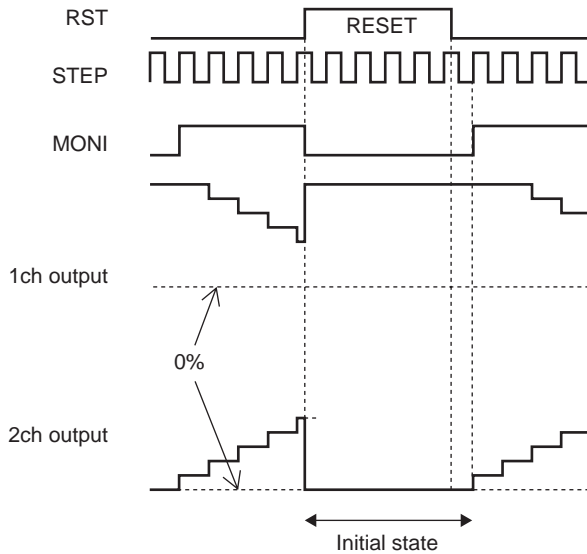 RST
RESET
STEP
MONI
1ch output
0%
2ch output
Initial state